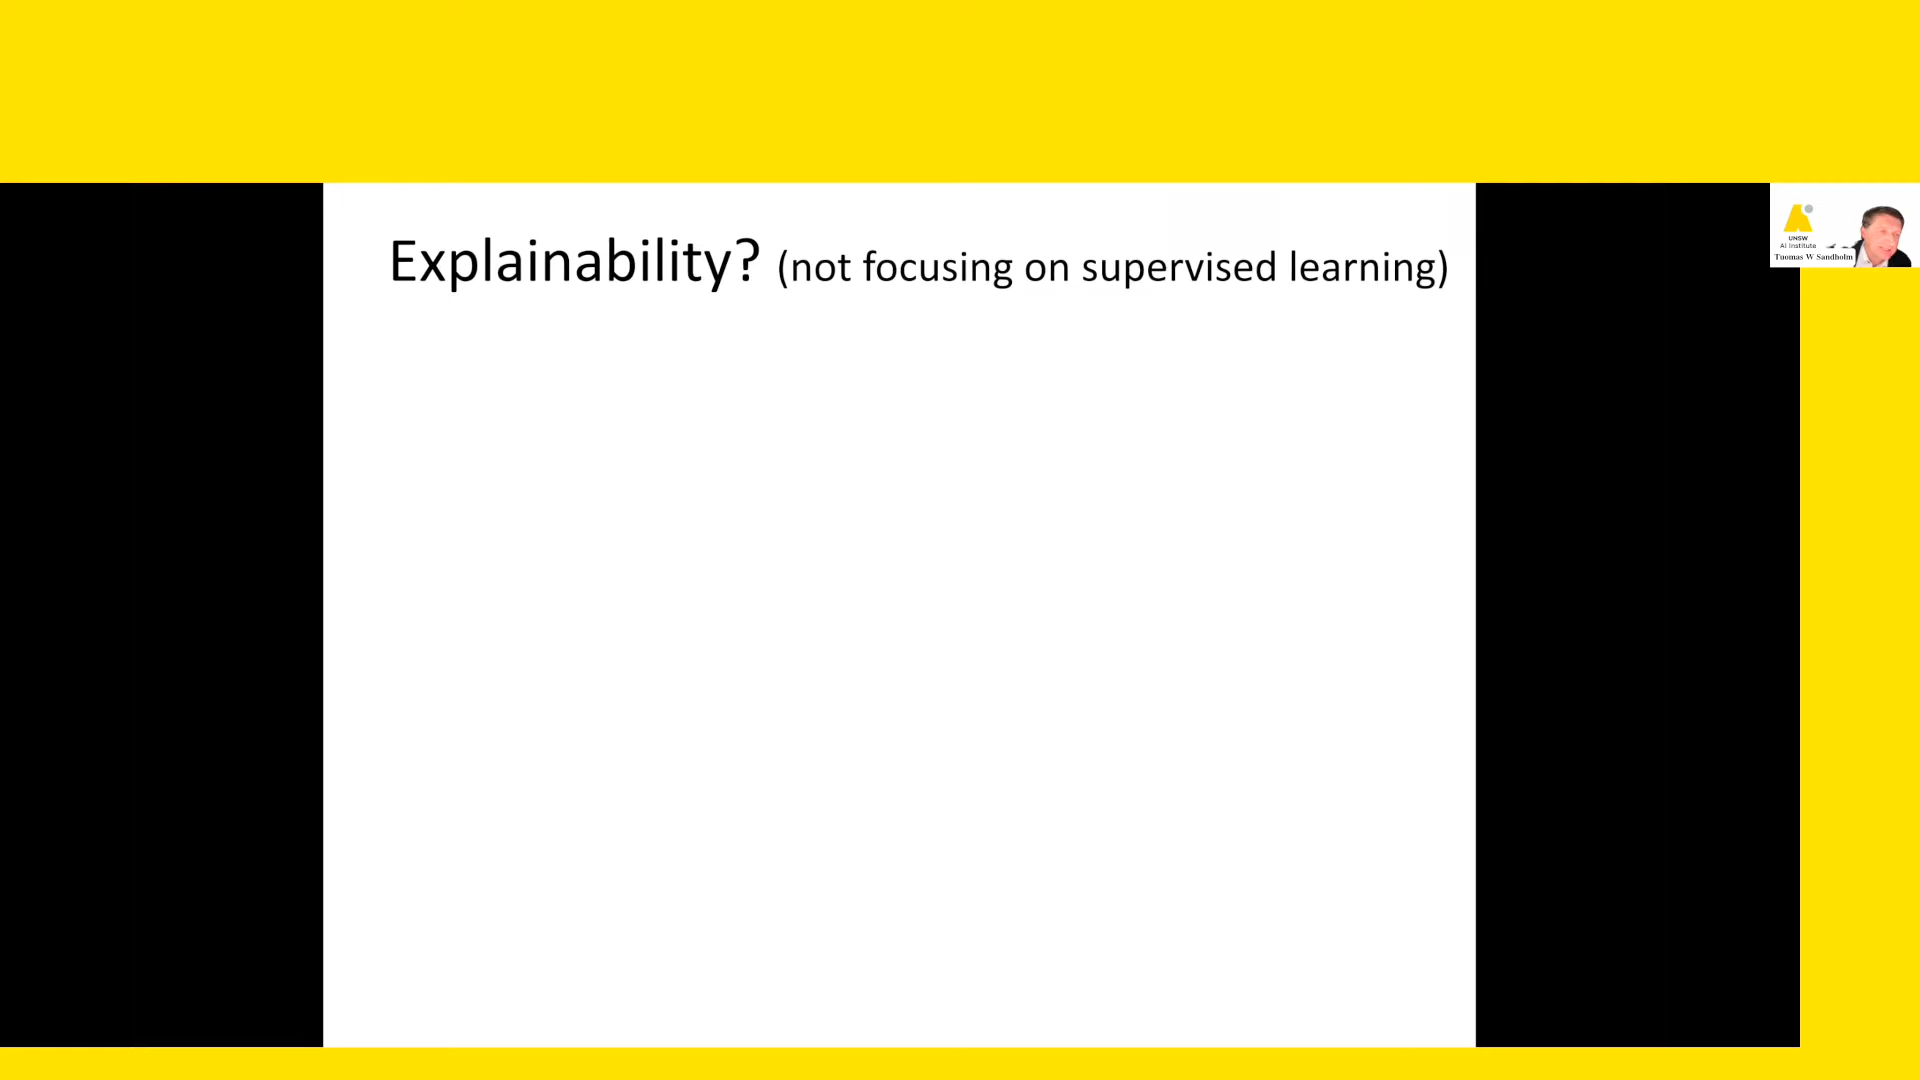 Explainability? (not focusing on supervised learning)
UNSW
AI Institute
Tuomas W Sandholm